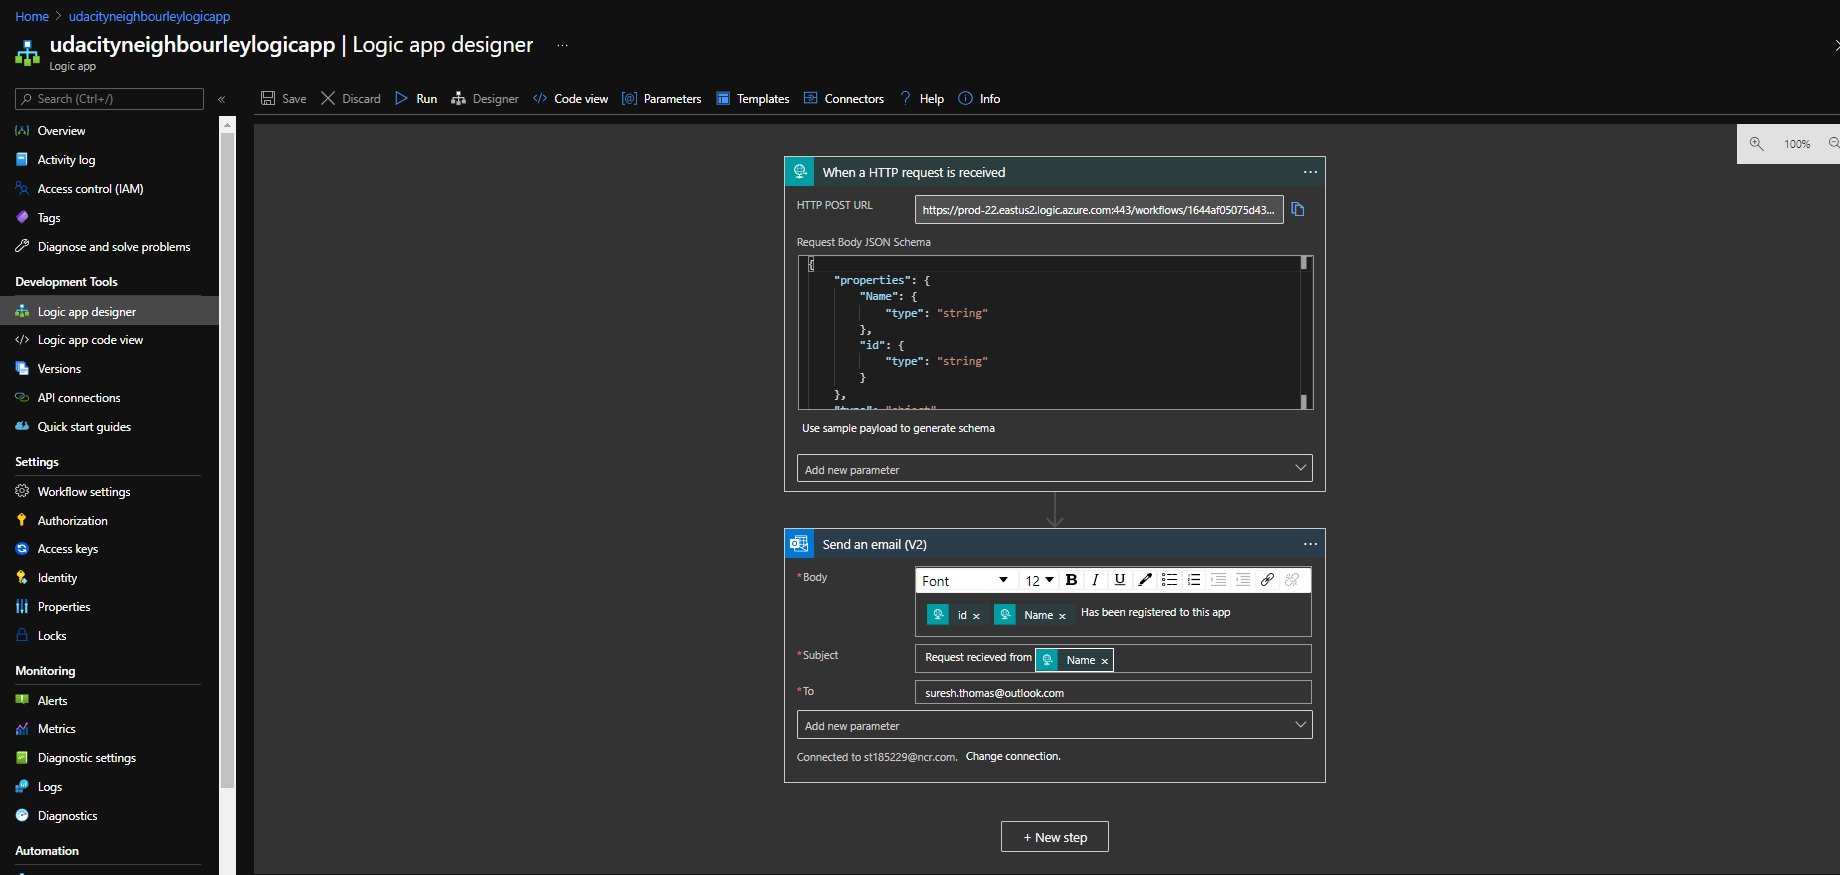 Home > udacityneighbourleylogicapp
udacityneighbourleylogicapp | Logic app designer ...
Logic app
Search (Ctrl+/) «
Overview
Activity log
Access control (IAM)
Tags
Diagnose and solve problems
Development Tools
Logic app designer
Logic app code view
Versions
API connections
Quick start guides
Settings
Workflow settings
Authorization
Access keys
Identity
Properties
Locks
Monitoring
Alerts
Metrics
Diagnostic settings
Logs
Diagnostics
Automation
Save Discard Run Designer Code view Parameters Templates Connectors Help Info
100%
When a HTTP request is received ...
HTTP POST URL https://prod-22.eastus2.logic.azure.com:443/workflows/1644af05075d43...
Request Body JSON Schema
{
"properties": {
"Name": {
"type": "string"
},
"id": {
"type": "string"
}
},
"type": "object"
Use sample payload to generate schema
Add new parameter
Send an email (V2) ...
*Body Font 12 B I U
id × Name × Has been registered to this app
*Subject Request recieved from Name ×
*To suresh.thomas@outlook.com
Add new parameter
Connected to st185229@ncr.com. Change connection.
+ New step